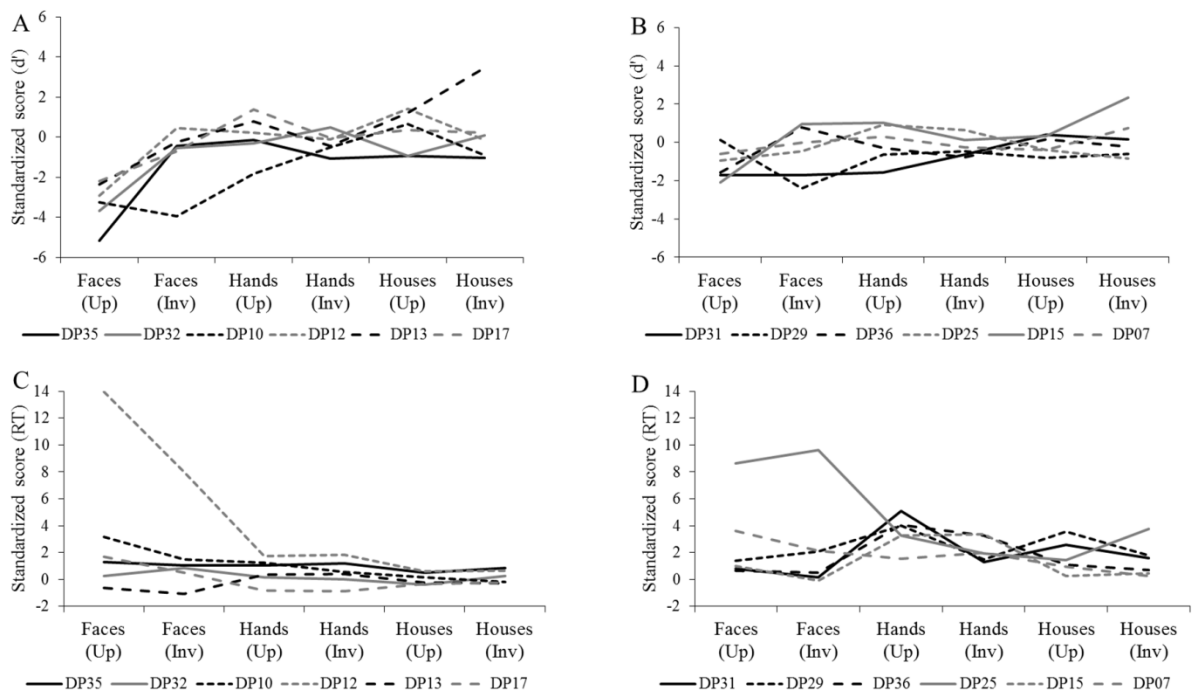 A
Standardized score (d')
6
4
2
0
-2
-4
-6
Faces (Up)
Faces (Inv)
Hands (Up)
Hands (Inv)
Houses (Up)
Houses (Inv)
DP35 DP32 DP10 DP12 DP13 DP17
B
Standardized score (d')
6
4
2
0
-2
-4
-6
Faces (Up)
Faces (Inv)
Hands (Up)
Hands (Inv)
Houses (Up)
Houses (Inv)
DP31 DP29 DP36 DP25 DP15 DP07
C
Standardized score (RT)
14
12
10
8
6
4
2
0
-2
Faces (Up)
Faces (Inv)
Hands (Up)
Hands (Inv)
Houses (Up)
Houses (Inv)
DP35 DP32 DP10 DP12 DP13 DP17
D
Standardized score (RT)
14
12
10
8
6
4
2
0
-2
Faces (Up)
Faces (Inv)
Hands (Up)
Hands (Inv)
Houses (Up)
Houses (Inv)
DP31 DP29 DP36 DP25 DP15 DP07